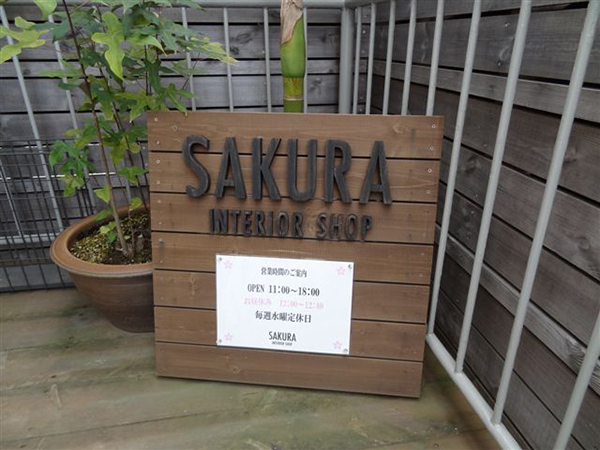 SAKURA
INTERIOR SHOP
営業時間のご案内
OPEN 11:00～18:00
お昼休み 12:00～12:40
毎週水曜定休日
SAKURA
INTERIOR SHOP